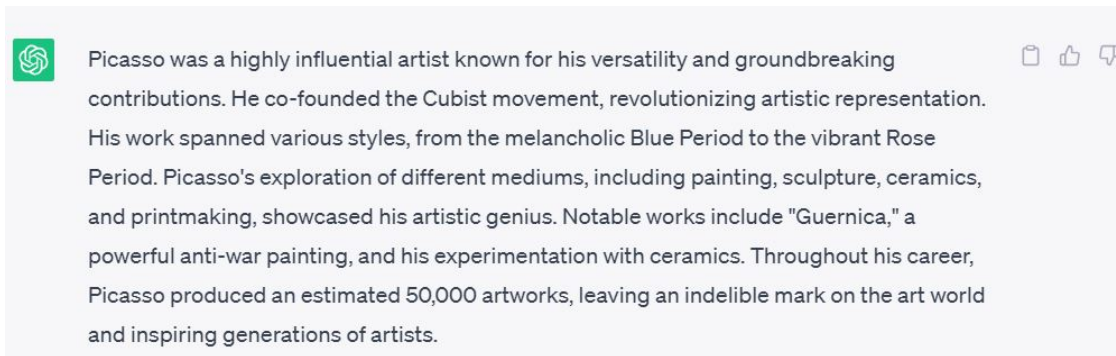 Picasso was a highly influential artist known for his versatility and groundbreaking
contributions. He co-founded the Cubist movement, revolutionizing artistic representation.
His work spanned various styles, from the melancholic Blue Period to the vibrant Rose
Period. Picasso's exploration of different mediums, including painting, sculpture, ceramics,
and printmaking, showcased his artistic genius. Notable works include "Guernica," a
powerful anti-war painting, and his experimentation with ceramics. Throughout his career,
Picasso produced an estimated 50,000 artworks, leaving an indelible mark on the art world
and inspiring generations of artists.